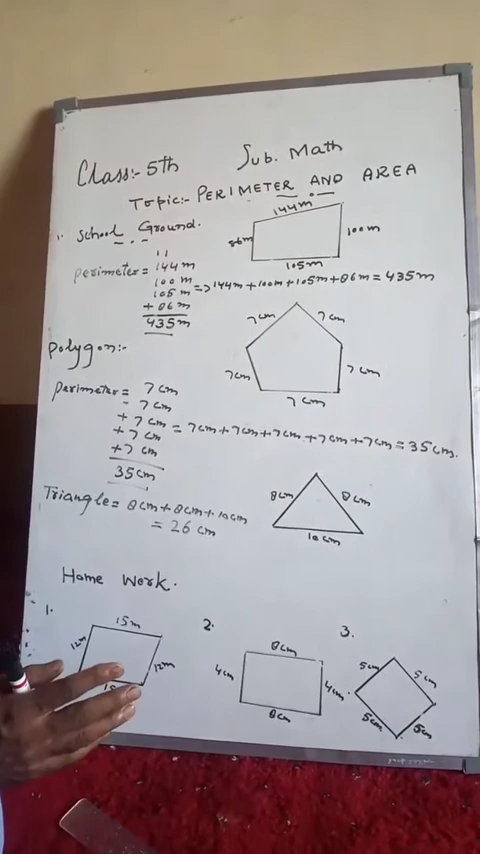 Class:- 5th Sub. Math
Topic:- PERIMETER AND AREA
1. School Ground.
144m
86m
100m
105m
perimeter = 144m
100m
105m => 144m + 100m + 105m + 86m = 435m
+ 86m
435m
Polygon:-
7cm 7cm
7cm 7cm
7cm
perimeter = 7cm
- 7cm
+ 7cm = 7cm + 7cm + 7cm + 7cm + 7cm = 35cm.
+ 7cm
+ 7cm
35cm
Triangle = 8cm + 8cm + 10cm
= 26 cm
8cm 8cm
10cm
Home Work.
1. 2. 3.
15m
12m 12m
8cm
4cm 4cm
8cm
5cm 5cm
5cm 5cm